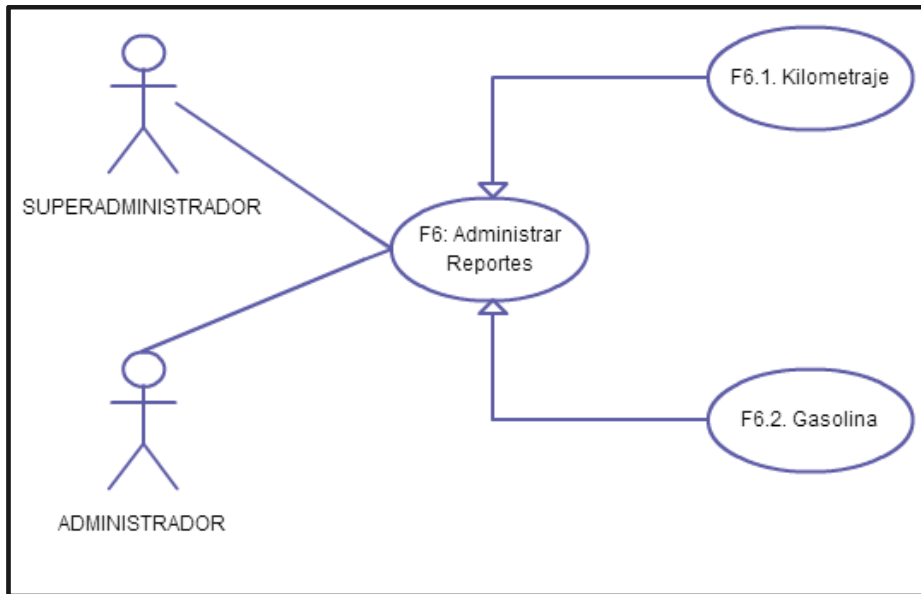 F6.1. Kilometraje
SUPERADMINISTRADOR
F6: Administrar
Reportes
F6.2. Gasolina
ADMINISTRADOR